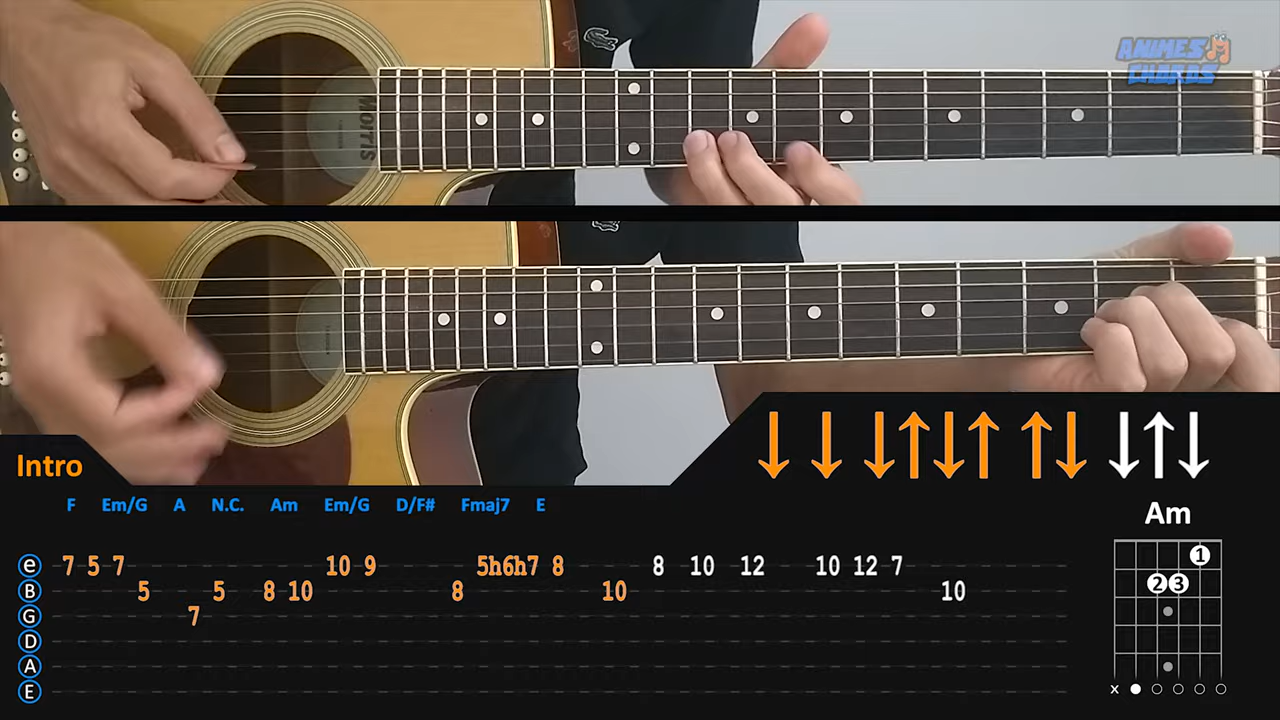 ANIMES
CHORDS
Morris
Intro
F Em/G A N.C. Am Em/G D/F# Fmaj7 E
Am
e 7 5 7 10 9 5h6h7 8 8 10 12 10 12 7
B 5 5 8 10 8 10 10
G 7
D
A
E
1
2 3
x